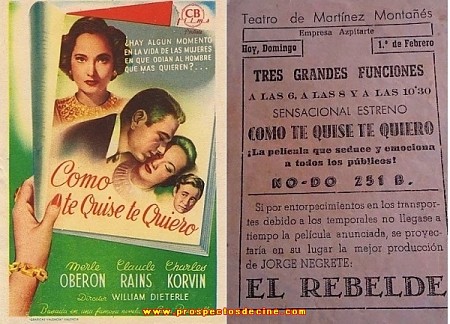 CB
¿HAY ALGUN MOMENTO
EN LA VIDA DE LAS MUJERES
EN QUE ODIAN AL HOMBRE
QUE MAS QUIEREN?...
Como
te Quise te Quiero
Merle
OBERON
Claude
RAINS
Charles
KORVIN
Director WILLIAM DIETERLE
Basada en una famosa novela
Teatro de Martínez Montañés
Empresa Azpitarte
Hoy, Domingo
1.º de Febrero
TRES GRANDES FUNCIONES
A LAS 6, A LAS 8 Y A LAS 10'30
SENSACIONAL ESTRENO
COMO TE QUISE TE QUIERO
¡La película que seduce y emociona
a todos los públicos!
NO-DO 251 B.
Si por entorpecimientos en los transpor-
tes debido a los temporales no llegase a
tiempo la película anunciada, se proyec-
taría en su lugar la mejor producción
de JORGE NEGRETE:
EL REBELDE
www.prospectosdecine.com